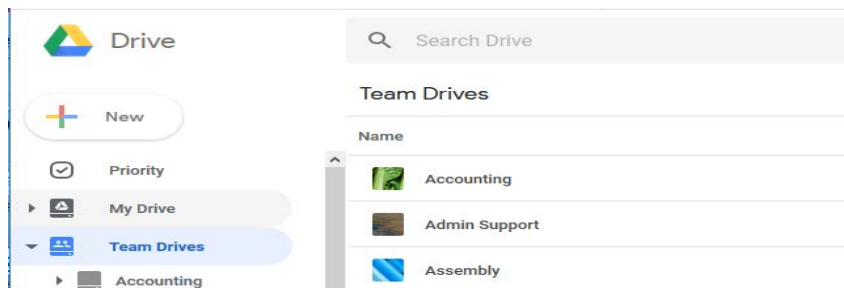 Drive
Search Drive
New
Priority
My Drive
Team Drives
Accounting
Team Drives
Name
Accounting
Admin Support
Assembly